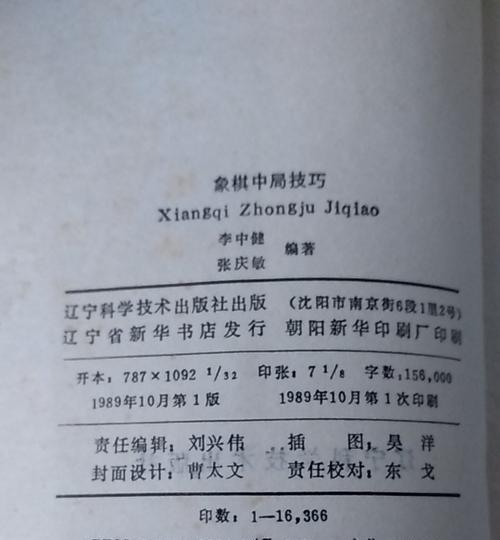 象棋中局技巧
Xiangqi Zhongju Jiqiao
李中健
张庆敏 编著
辽宁科学技术出版社出版 (沈阳市南京街6段1里2号)
辽宁省新华书店发行 朝阳新华印刷厂印刷
开本: 787×1092 1/32 印张: 7 1/8 字数: 156,000
1989年10月第1版 1989年10月第1次印刷
责任编辑: 刘兴伟 插 图: 吴 洋
封面设计: 曹太文 责任校对: 东 戈
印数: 1—16,366